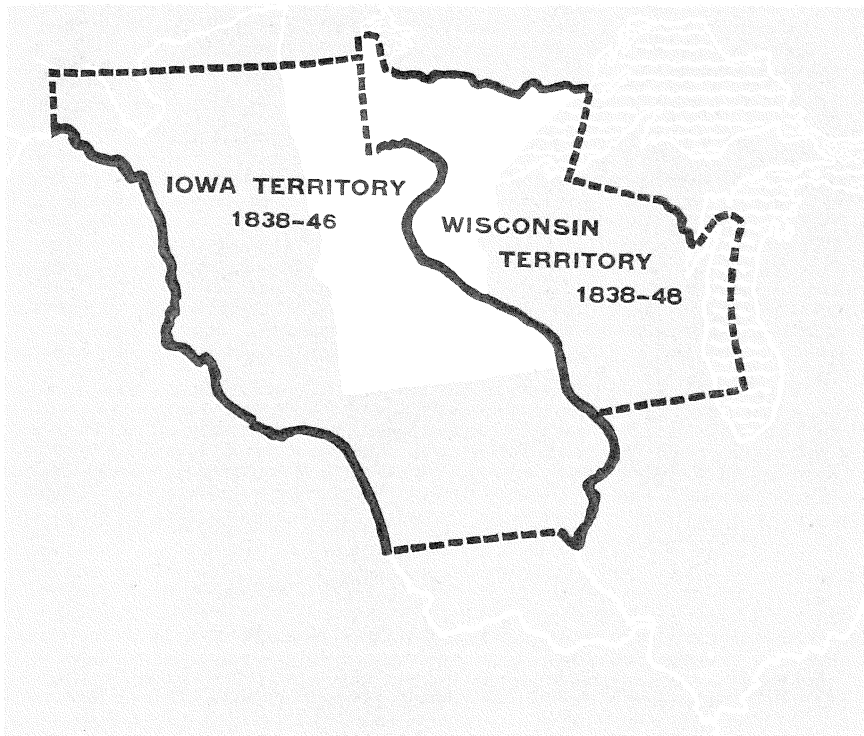 IOWA TERRITORY
1838-46
WISCONSIN
TERRITORY
1838-48